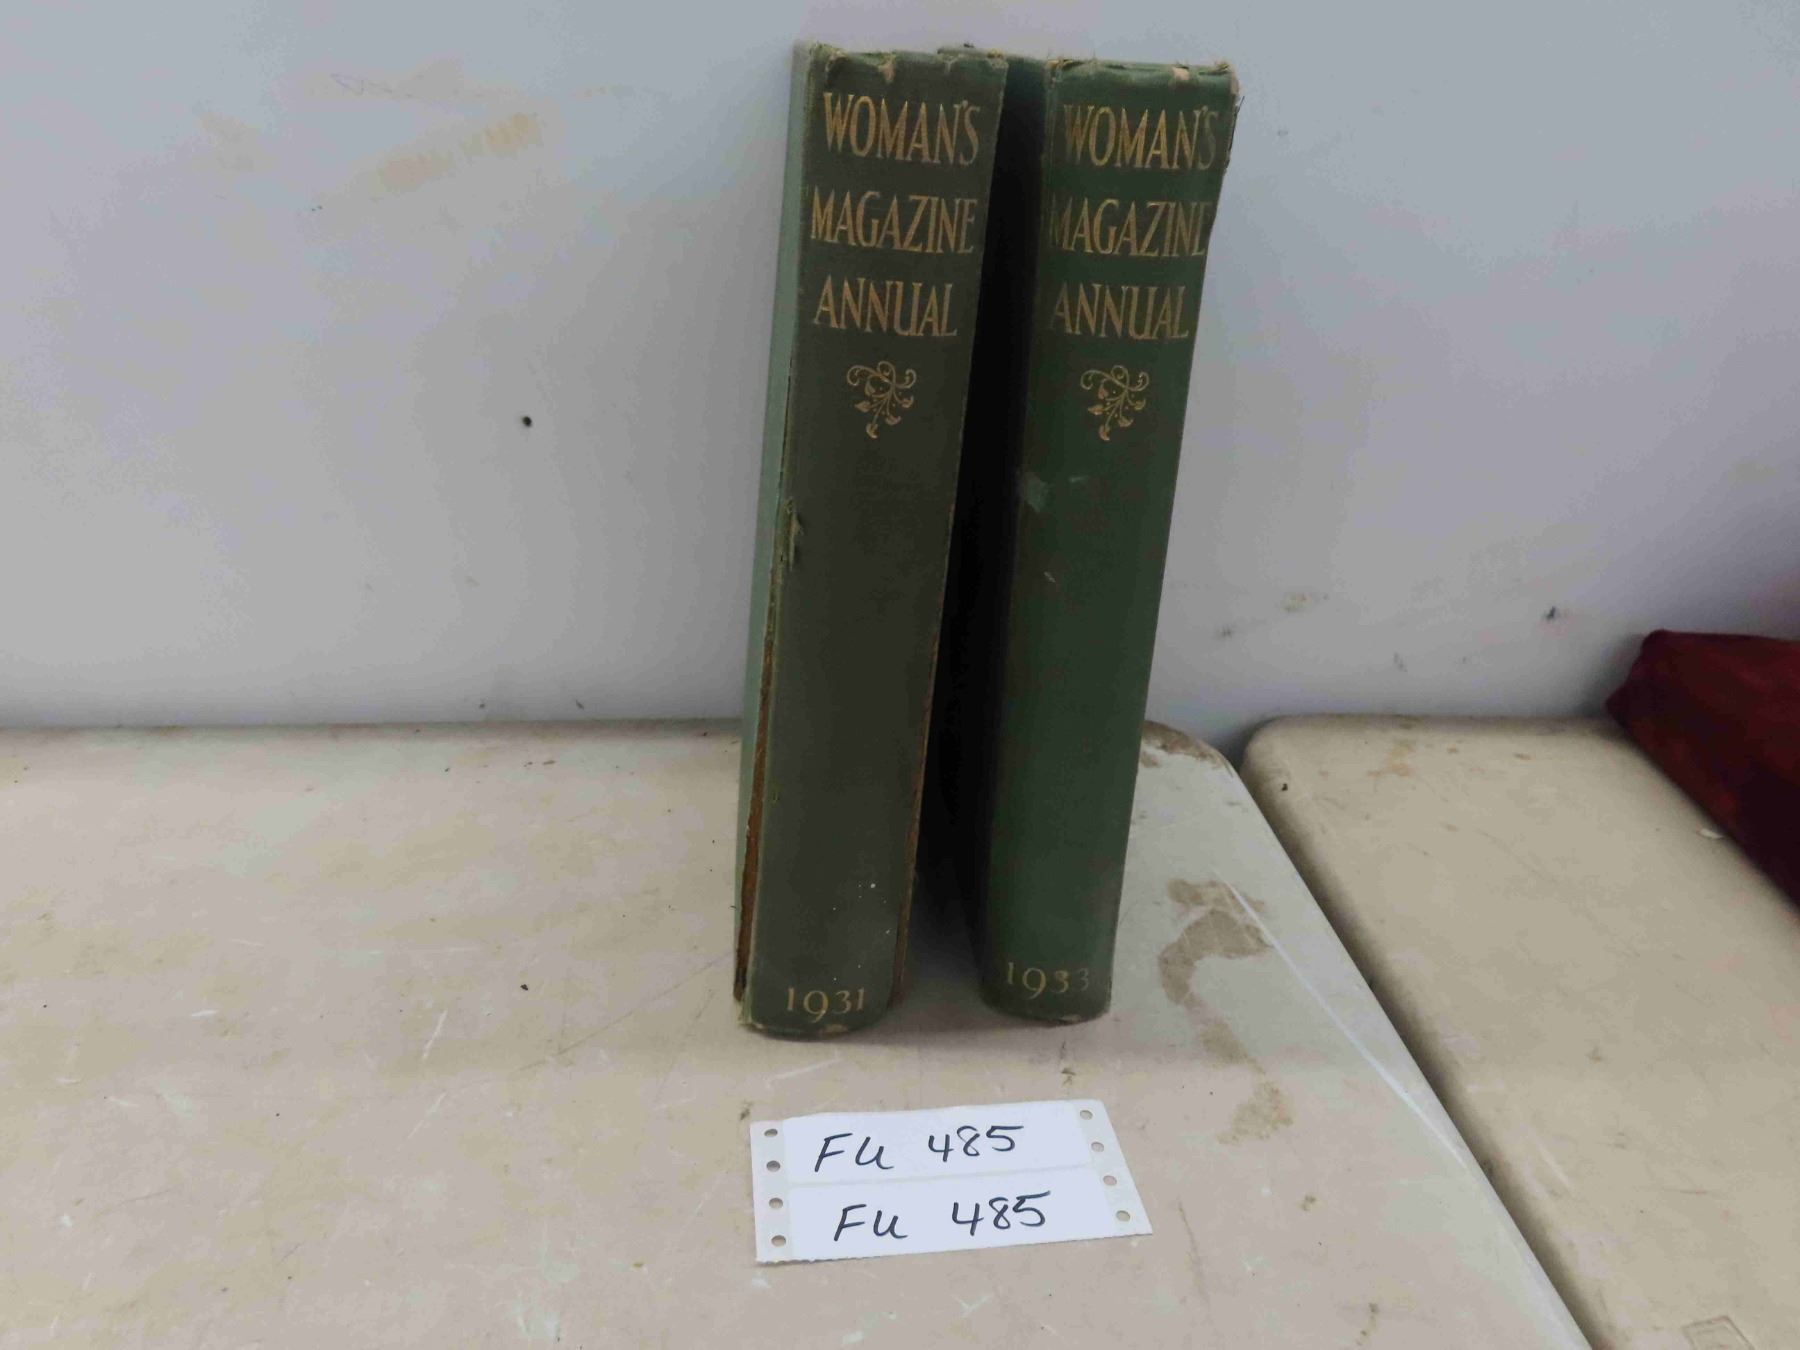 WOMAN'S
MAGAZINE
ANNUAL
1931
WOMAN'S
MAGAZINE
ANNUAL
1933
FU 485
FU 485